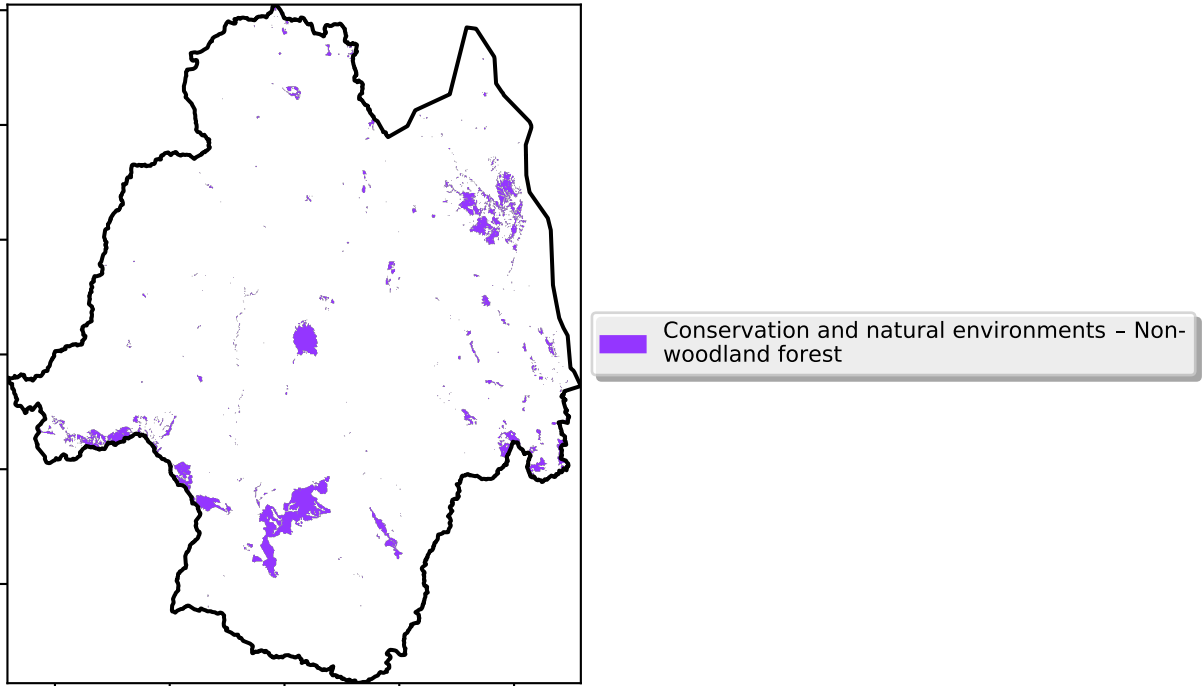 Conservation and natural environments – Non-
woodland forest